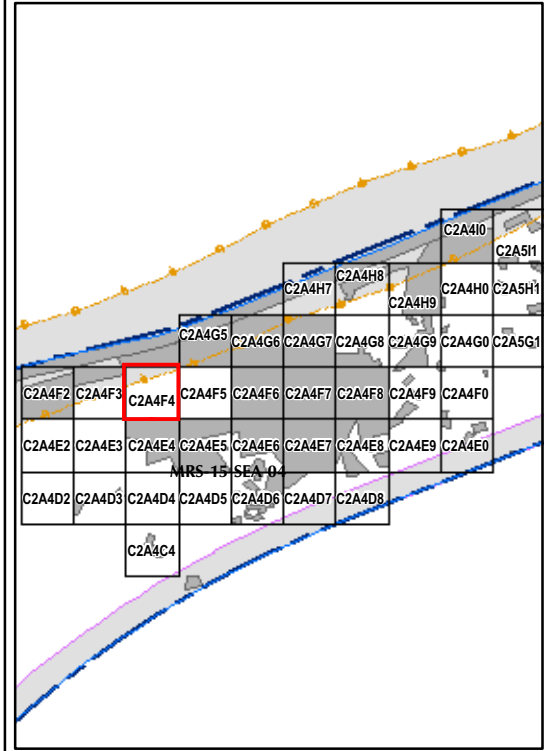 C2A4I0
C2A5I1
C2A4H7 C2A4H8 C2A4H9 C2A4H0 C2A5H1
C2A4G5 C2A4G6 C2A4G7 C2A4G8 C2A4G9 C2A4G0 C2A5G1
C2A4F2 C2A4F3 C2A4F4 C2A4F5 C2A4F6 C2A4F7 C2A4F8 C2A4F9 C2A4F0
C2A4E2 C2A4E3 C2A4E4 C2A4E5 C2A4E6 C2A4E7 C2A4E8 C2A4E9 C2A4E0
MRS-15-SEA-04
C2A4D2 C2A4D3 C2A4D4 C2A4D5 C2A4D6 C2A4D7 C2A4D8
C2A4C4